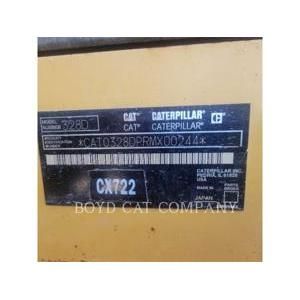 MODEL NUMBER 328D
CAT® CATERPILLAR®
CAT® CATERPILLAR®
*CAT0328DPRMX00244*
CX722
CATERPILLAR INC.
PEORIA, IL 61629
USA
MADE IN
JAPAN
BOYD CAT COMPANY